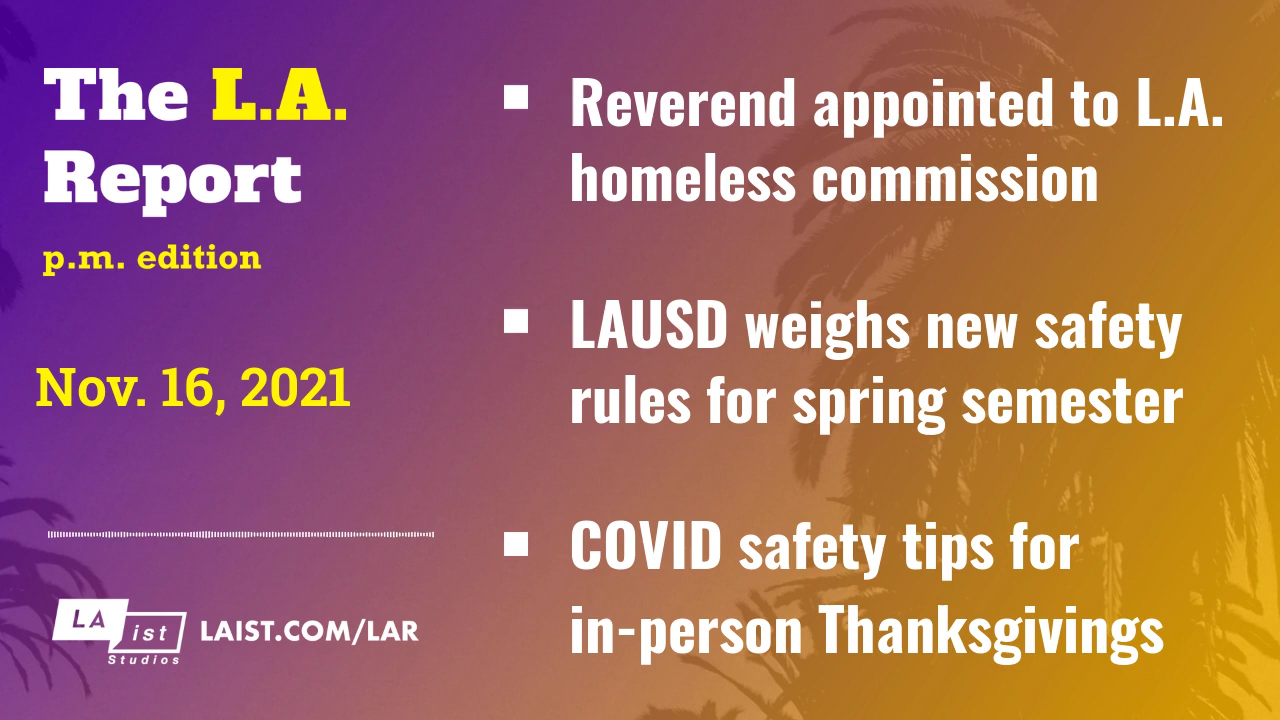 The L.A.
Report
p.m. edition
Nov. 16, 2021
LA
ist
Studios
LAIST.COM/LAR
▪ Reverend appointed to L.A.
homeless commission
▪ LAUSD weighs new safety
rules for spring semester
▪ COVID safety tips for
in-person Thanksgivings